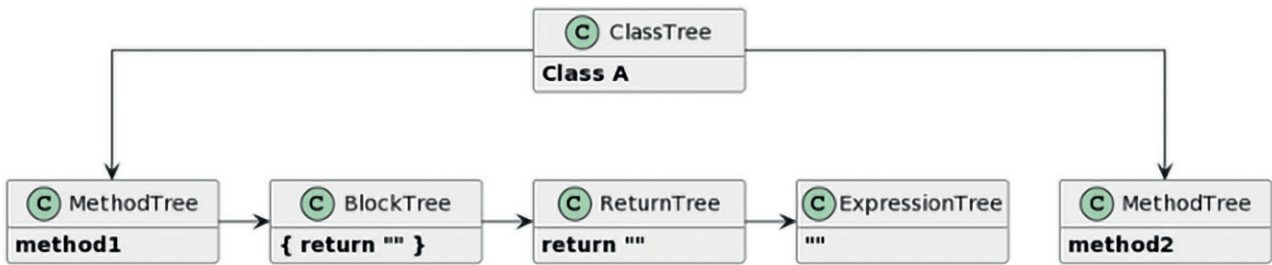 C ClassTree
Class A
C MethodTree
method1
C BlockTree
{ return "" }
C ReturnTree
return ""
C ExpressionTree
""
C MethodTree
method2